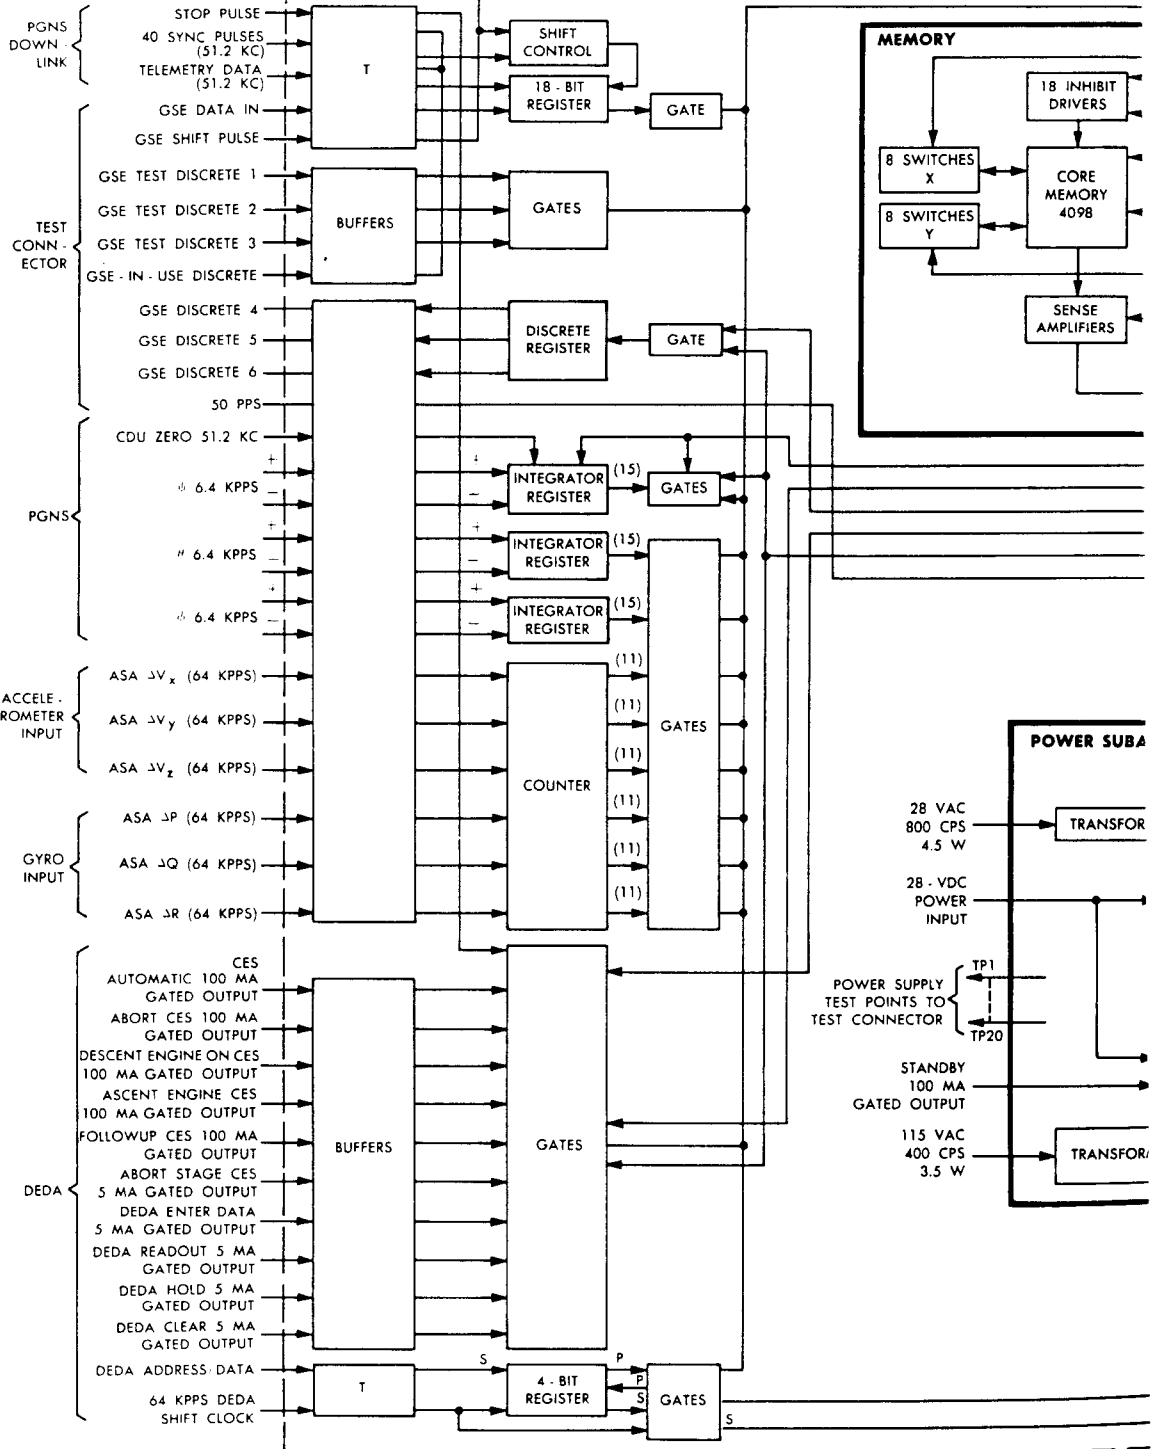 PGNS
DOWN -
LINK
STOP PULSE
40 SYNC PULSES
(51.2 KC)
TELEMETRY DATA
(51.2 KC)
T
SHIFT
CONTROL
18 - BIT
REGISTER
GATE
GSE DATA IN
GSE SHIFT PULSE
TEST
CONN -
ECTOR
GSE TEST DISCRETE 1
GSE TEST DISCRETE 2
GSE TEST DISCRETE 3
GSE - IN - USE DISCRETE
BUFFERS
GATES
GSE DISCRETE 4
GSE DISCRETE 5
GSE DISCRETE 6
50 PPS
DISCRETE
REGISTER
GATE
PGNS
CDU ZERO 51.2 KC
+
6.4 KPPS
−
+
6.4 KPPS
−
+
6.4 KPPS
−
+
−
INTEGRATOR
REGISTER
(15)
GATES
+
−
INTEGRATOR
REGISTER
(15)
+
−
INTEGRATOR
REGISTER
(15)
ACCELE -
ROMETER
INPUT
ASA ΔVx (64 KPPS)
ASA ΔVy (64 KPPS)
ASA ΔVz (64 KPPS)
GYRO
INPUT
ASA ΔP (64 KPPS)
ASA ΔQ (64 KPPS)
ASA ΔR (64 KPPS)
COUNTER
(11)
(11)
(11)
(11)
(11)
(11)
GATES
DEDA
CES
AUTOMATIC 100 MA
GATED OUTPUT
ABORT CES 100 MA
GATED OUTPUT
DESCENT ENGINE ON CES
100 MA GATED OUTPUT
ASCENT ENGINE CES
100 MA GATED OUTPUT
FOLLOWUP CES 100 MA
GATED OUTPUT
ABORT STAGE CES
5 MA GATED OUTPUT
DEDA ENTER DATA
5 MA GATED OUTPUT
DEDA READOUT 5 MA
GATED OUTPUT
DEDA HOLD 5 MA
GATED OUTPUT
DEDA CLEAR 5 MA
GATED OUTPUT
BUFFERS
GATES
DEDA ADDRESS DATA
64 KPPS DEDA
SHIFT CLOCK
T
S
4 - BIT
REGISTER
P
P
S
GATES
S
MEMORY
18 INHIBIT
DRIVERS
8 SWITCHES
X
8 SWITCHES
Y
CORE
MEMORY
4098
SENSE
AMPLIFIERS
POWER SUBA
28 VAC
800 CPS
4.5 W
TRANSFOR
28 - VDC
POWER
INPUT
POWER SUPPLY
TEST POINTS TO
TEST CONNECTOR
TP1
TP20
STANDBY
100 MA
GATED OUTPUT
115 VAC
400 CPS
3.5 W
TRANSFOR